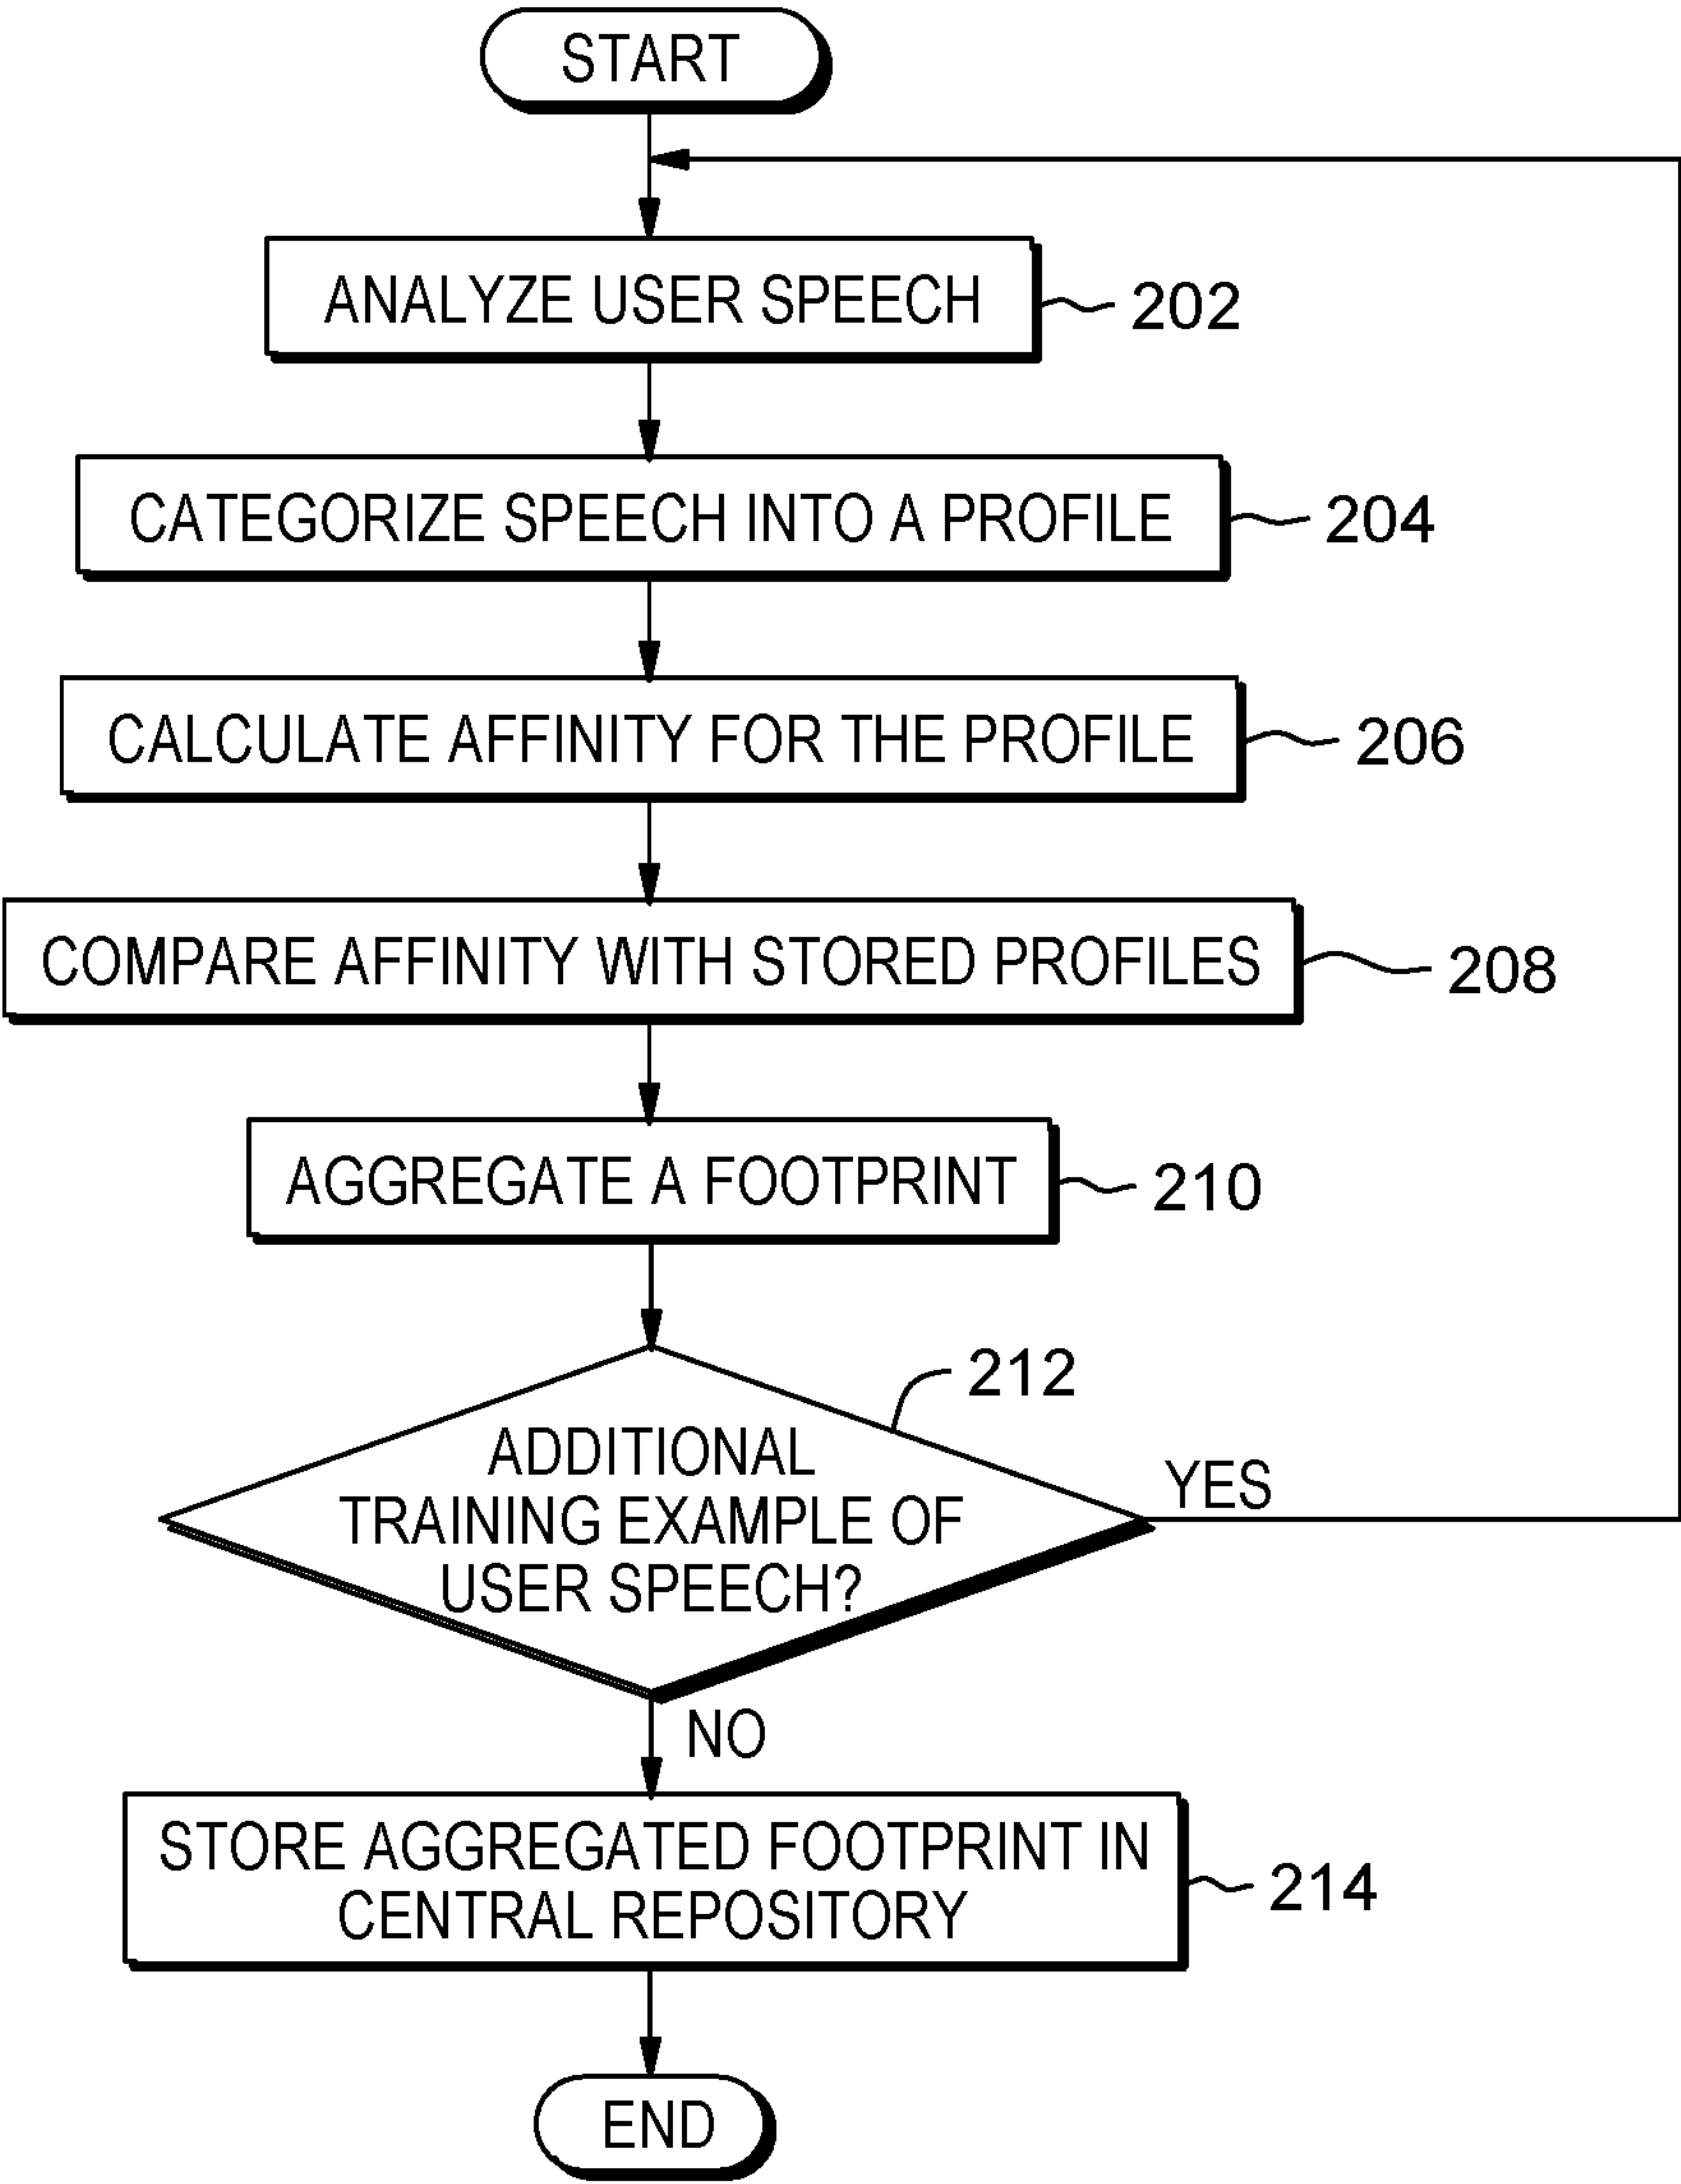 START
ANALYZE USER SPEECH
202
CATEGORIZE SPEECH INTO A PROFILE
204
CALCULATE AFFINITY FOR THE PROFILE
206
COMPARE AFFINITY WITH STORED PROFILES
208
AGGREGATE A FOOTPRINT
210
212
ADDITIONAL
TRAINING EXAMPLE OF
USER SPEECH?
YES
NO
STORE AGGREGATED FOOTPRINT IN
CENTRAL REPOSITORY
214
END